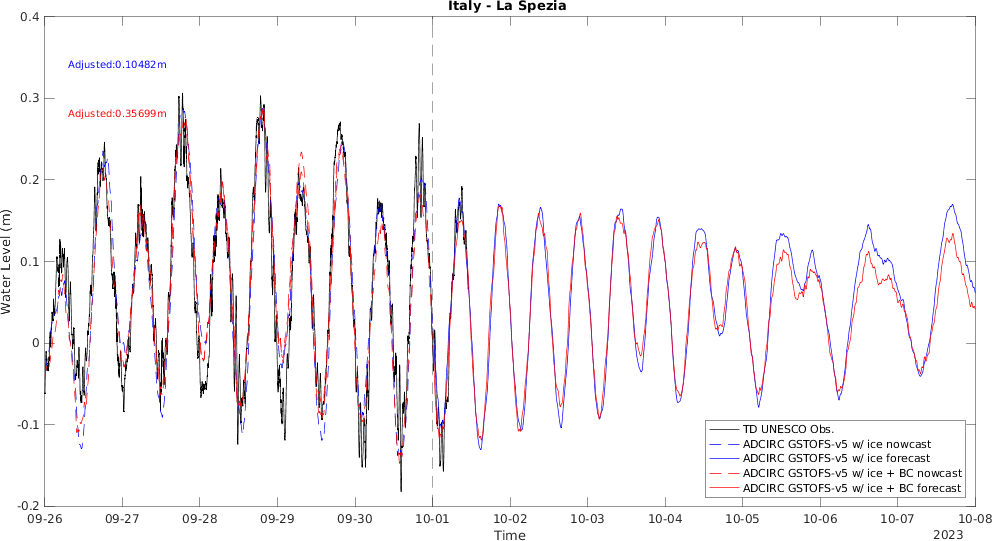 Italy - La Spezia
0.4
Adjusted:0.10482m
0.3
Adjusted:0.35699m
0.2
0.1
0
-0.1
-0.2
Water Level (m)
TD UNESCO Obs.
ADCIRC GSTOFS-v5 w/ ice nowcast
ADCIRC GSTOFS-v5 w/ ice forecast
ADCIRC GSTOFS-v5 w/ ice + BC nowcast
ADCIRC GSTOFS-v5 w/ ice + BC forecast
09-26 09-27 09-28 09-29 09-30 10-01 10-02 10-03 10-04 10-05 10-06 10-07 10-08
Time
2023